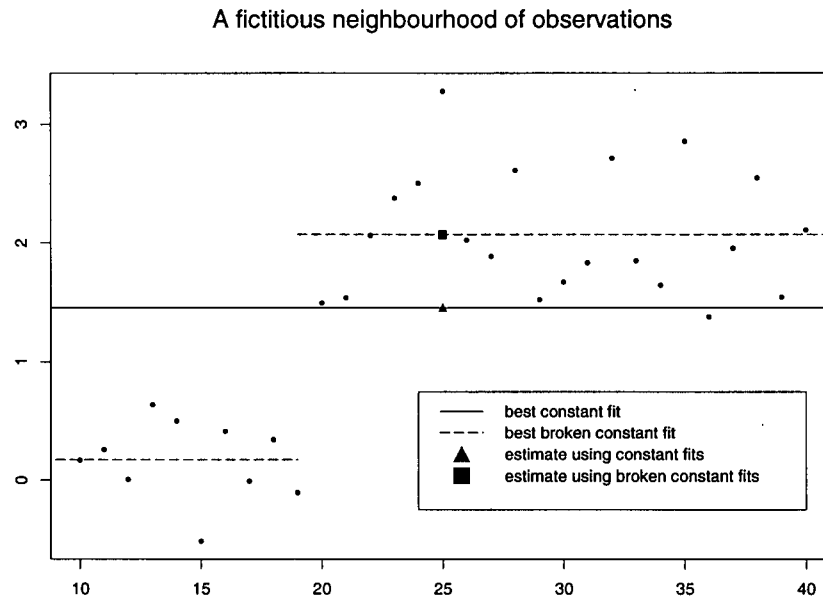 A fictitious neighbourhood of observations
3
2
1
0
best constant fit
best broken constant fit
estimate using constant fits
estimate using broken constant fits
10 15 20 25 30 35 40